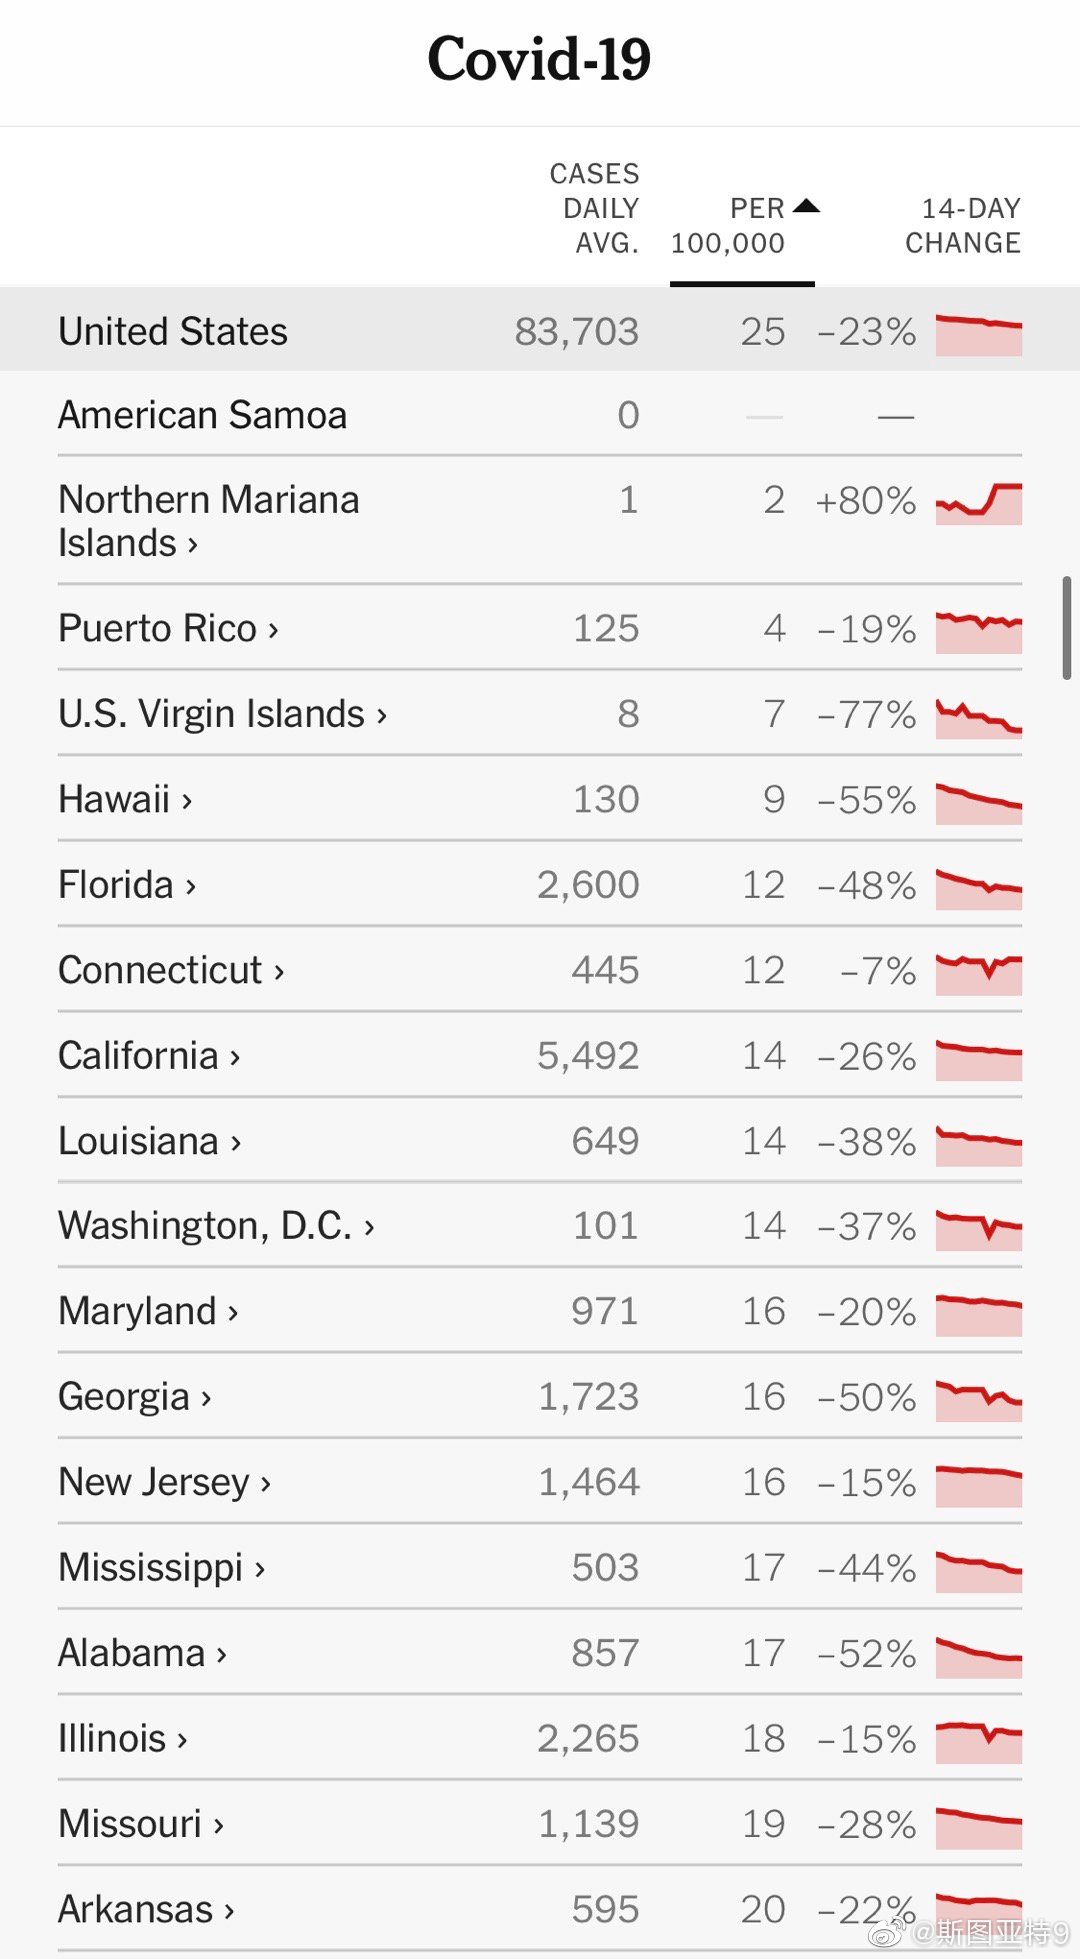 Covid-19
CASES
DAILY
AVG.
PER ▲
100,000
14-DAY
CHANGE
United States 83,703 25 –23%
American Samoa 0 — —
Northern Mariana
Islands › 1 2 +80%
Puerto Rico › 125 4 –19%
U.S. Virgin Islands › 8 7 –77%
Hawaii › 130 9 –55%
Florida › 2,600 12 –48%
Connecticut › 445 12 –7%
California › 5,492 14 –26%
Louisiana › 649 14 –38%
Washington, D.C. › 101 14 –37%
Maryland › 971 16 –20%
Georgia › 1,723 16 –50%
New Jersey › 1,464 16 –15%
Mississippi › 503 17 –44%
Alabama › 857 17 –52%
Illinois › 2,265 18 –15%
Missouri › 1,139 19 –28%
Arkansas › 595 20 –22%
@斯图亚特9